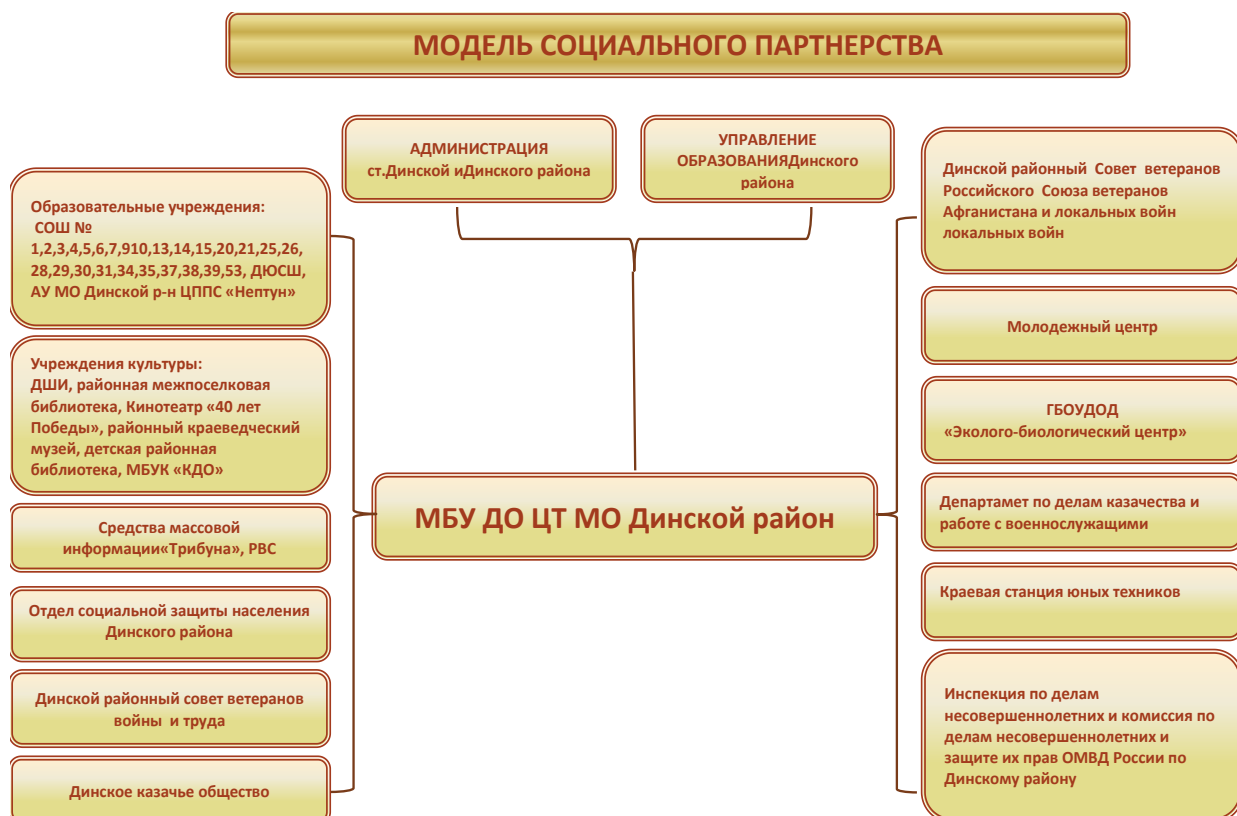 МОДЕЛЬ СОЦИАЛЬНОГО ПАРТНЕРСТВА
АДМИНИСТРАЦИЯ
ст.Динской иДинского района
УПРАВЛЕНИЕ
ОБРАЗОВАНИЯДинского
района
Образовательные учреждения:
СОШ №
1,2,3,4,5,6,7,910,13,14,15,20,21,25,26,
28,29,30,31,34,35,37,38,39,53, ДЮСШ,
АУ МО Динской р-н ЦППС «Нептун»
Учреждения культуры:
ДШИ, районная межпоселковая
библиотека, Кинотеатр «40 лет
Победы», районный краеведческий
музей, детская районная
библиотека, МБУК «КДО»
Средства массовой
информации«Трибуна», РВС
Отдел социальной защиты населения
Динского района
Динской районный совет ветеранов
войны и труда
Динское казачье общество
МБУ ДО ЦТ МО Динской район
Динской районный Совет ветеранов
Российского Союза ветеранов
Афганистана и локальных войн
локальных войн
Молодежный центр
ГБОУДОД
«Эколого-биологический центр»
Департамет по делам казачества и
работе с военнослужащими
Краевая станция юных техников
Инспекция по делам
несовершеннолетних и комиссия по
делам несовершеннолетних и
защите их прав ОМВД России по
Динскому району